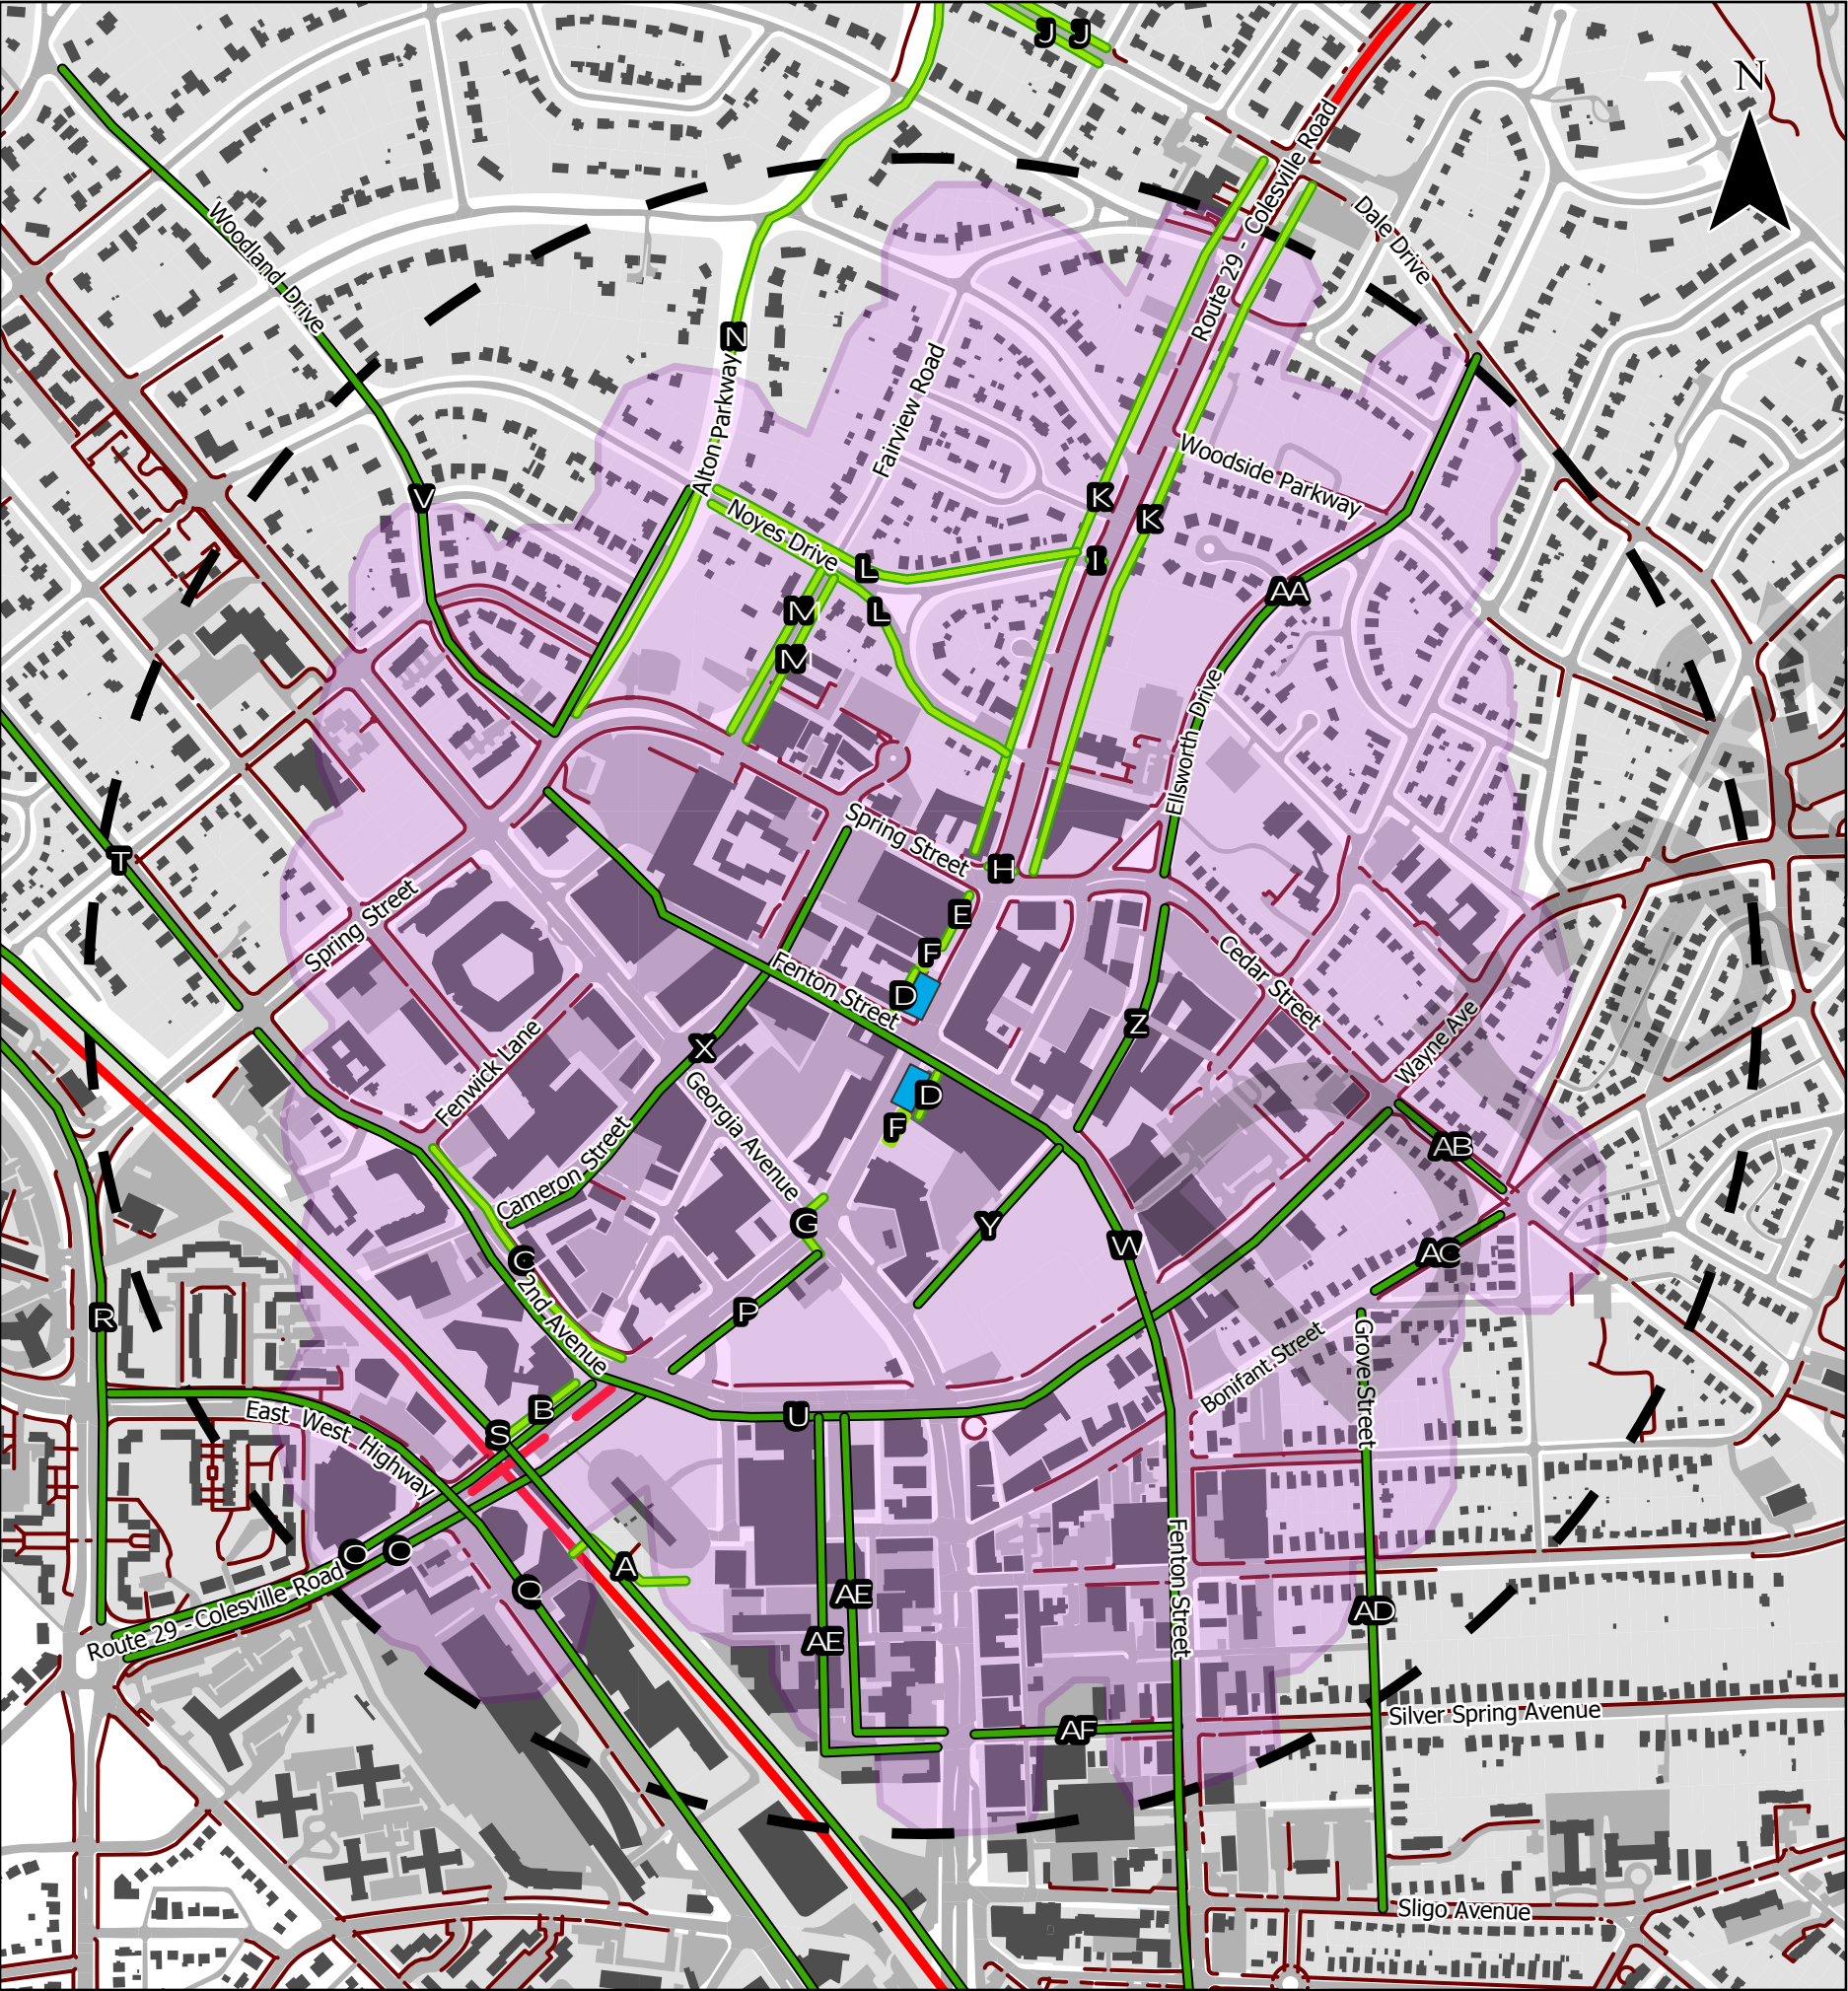 J J
N
Route 29 - Colesville Road
Dale Drive
Woodland Drive
N
Alton Parkway
Fairview Road
Woodside Parkway
V
K
K
Noyes Drive
I
L
AA
M
L
M
Ellsworth Drive
Spring Street
T
H
Spring Street
E
F
Fenton Street
D
Cedar Street
X
Z
Fenwick Lane
Wayne Ave
Georgia Avenue
D
F
Cameron Street
AB
G
Y
W
AC
C
2nd Avenue
P
R
Grove Street
Bonifant Street
B
U
East West Highway
S
O O
A
Q
Fenton Street
AE
AD
Route 29 - Colesville Road
AE
Silver Spring Avenue
AF
Sligo Avenue